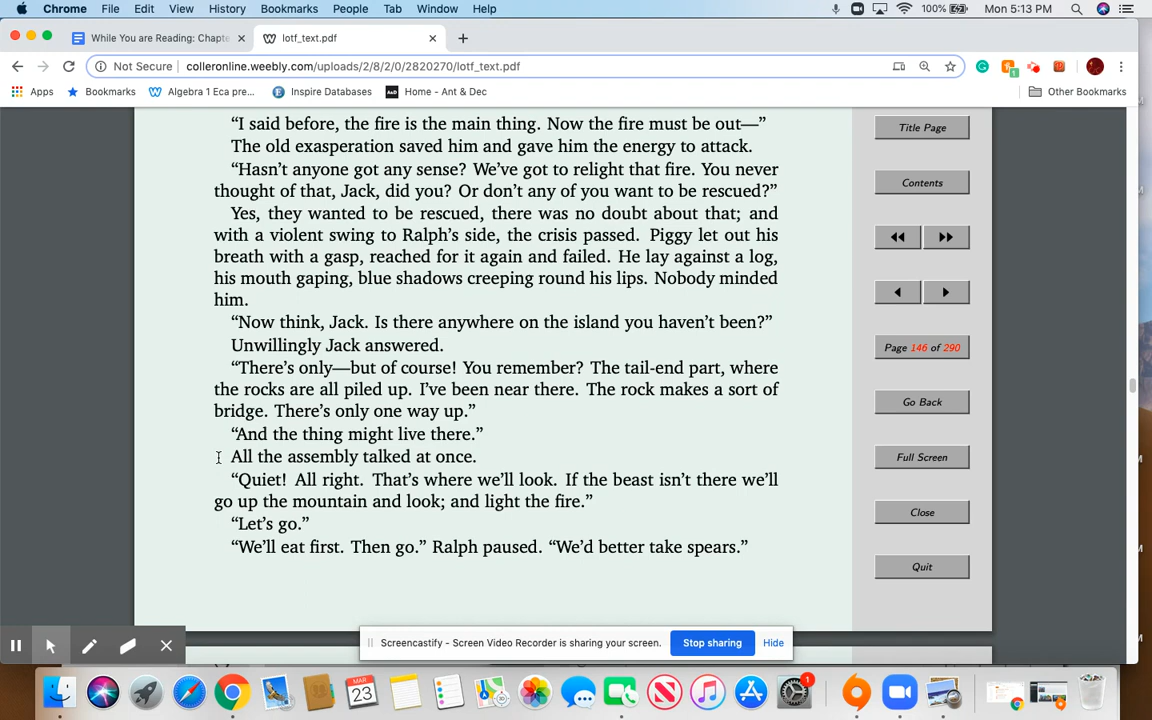 Chrome File Edit View History Bookmarks People Tab Window Help 100% Mon 5:13 PM
While You are Reading: Chapte lotf_text.pdf
Not Secure colleronline.weebly.com/uploads/2/8/2/0/2820270/lotf_text.pdf
Apps Bookmarks Algebra 1 Eca pre... Inspire Databases Home - Ant & Dec Other Bookmarks
“I said before, the fire is the main thing. Now the fire must be out—”
The old exasperation saved him and gave him the energy to attack.
“Hasn’t anyone got any sense? We’ve got to relight that fire. You never
thought of that, Jack, did you? Or don’t any of you want to be rescued?”
Yes, they wanted to be rescued, there was no doubt about that; and
with a violent swing to Ralph’s side, the crisis passed. Piggy let out his
breath with a gasp, reached for it again and failed. He lay against a log,
his mouth gaping, blue shadows creeping round his lips. Nobody minded
him.
“Now think, Jack. Is there anywhere on the island you haven’t been?”
Unwillingly Jack answered.
“There’s only—but of course! You remember? The tail-end part, where
the rocks are all piled up. I’ve been near there. The rock makes a sort of
bridge. There’s only one way up.”
“And the thing might live there.”
All the assembly talked at once.
“Quiet! All right. That’s where we’ll look. If the beast isn’t there we’ll
go up the mountain and look; and light the fire.”
“Let’s go.”
“We’ll eat first. Then go.” Ralph paused. “We’d better take spears.”
Title Page
Contents
Page 146 of 290
Go Back
Full Screen
Close
Quit
Screencastify - Screen Video Recorder is sharing your screen. Stop sharing Hide
MAR
23
1